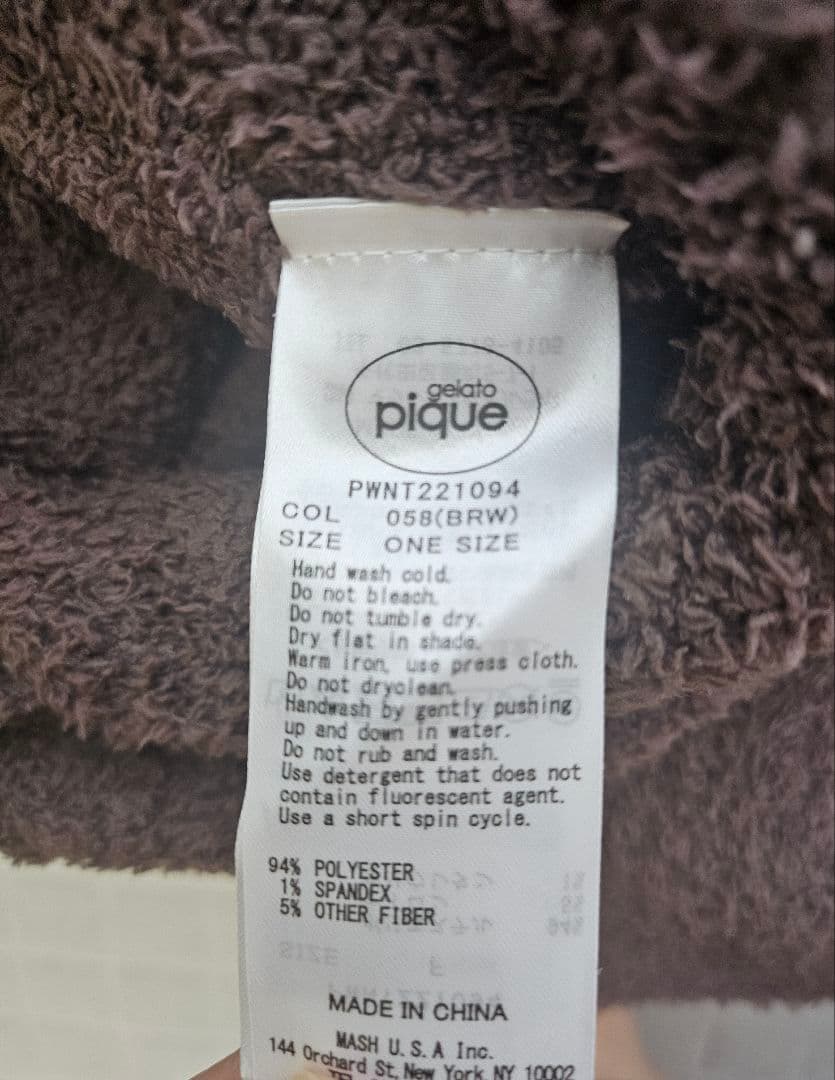 gelato
pique
PWNT221094
COL 058(BRW)
SIZE ONE SIZE
Hand wash cold.
Do not bleach.
Do not tumble dry.
Dry flat in shade.
Warm iron, use press cloth.
Do not dryclean.
Handwash by gently pushing
up and down in water.
Do not rub and wash.
Use detergent that does not
contain fluorescent agent.
Use a short spin cycle.
94% POLYESTER
1% SPANDEX
5% OTHER FIBER
MADE IN CHINA
MASH U.S.A Inc.
144 Orchard St, New York, NY 10002